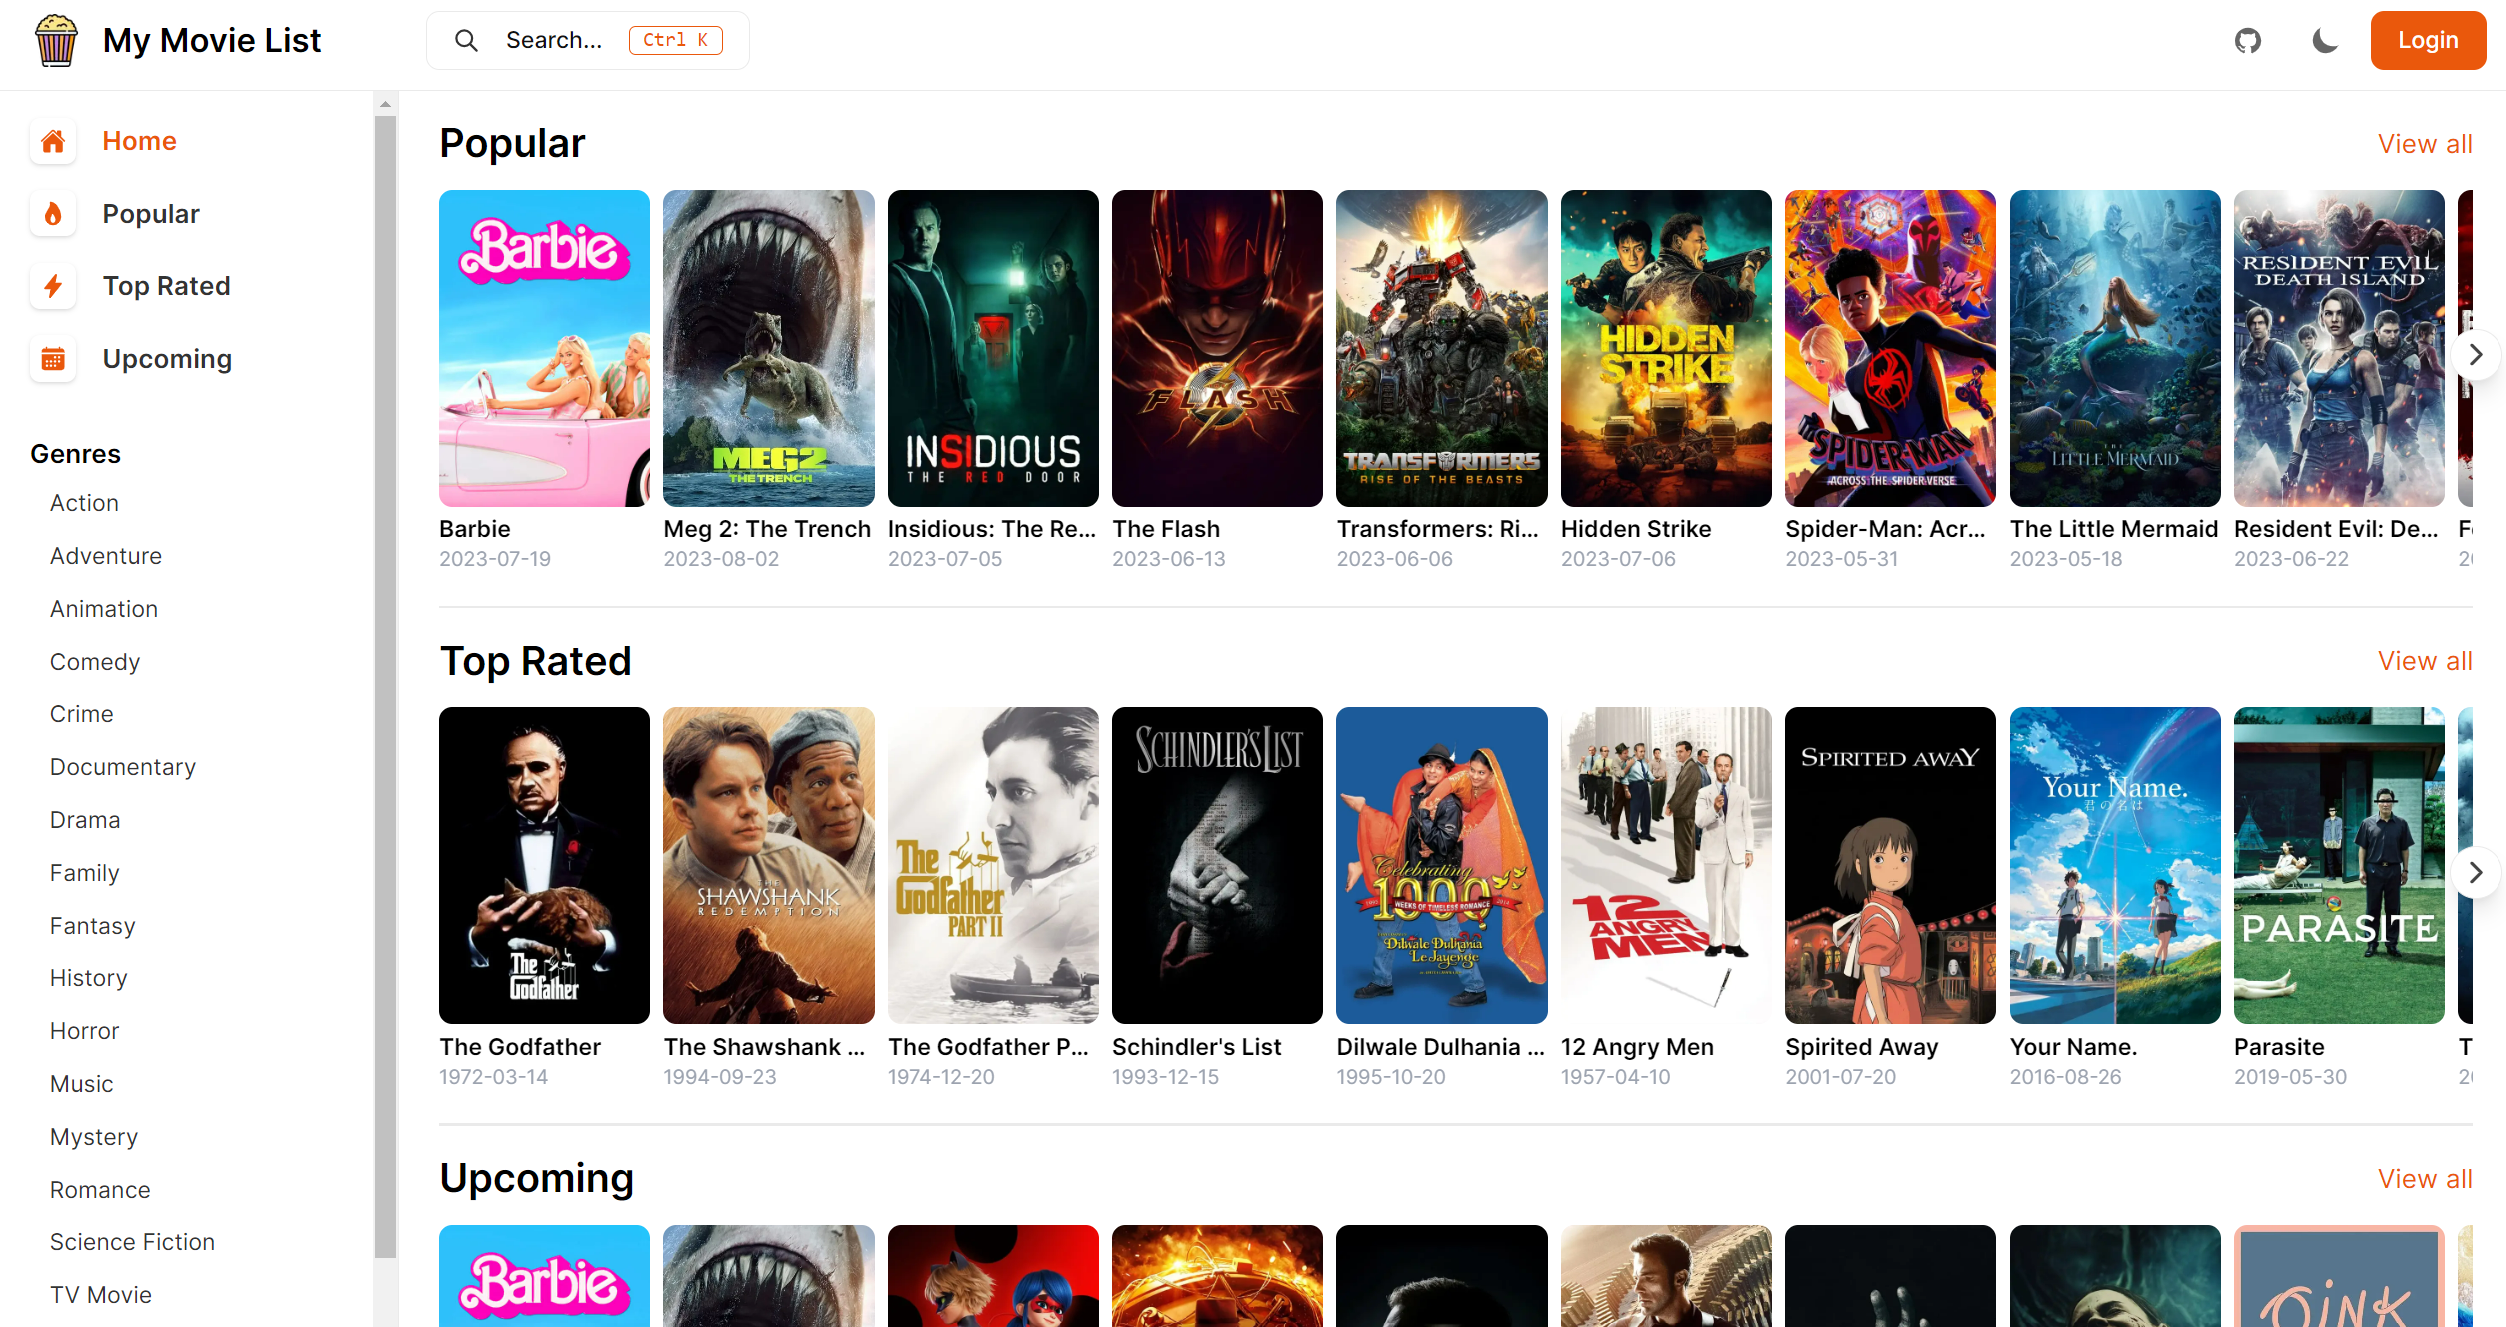 My Movie List
Search...
Ctrl K
Login
Home
Popular
Top Rated
Upcoming
Genres
Action
Adventure
Animation
Comedy
Crime
Documentary
Drama
Family
Fantasy
History
Horror
Music
Mystery
Romance
Science Fiction
TV Movie
Popular
View all
Barbie
MEG2
THE TRENCH
INSIDIOUS
THE RED DOOR
FLASH
TRANSFORMERS
RISE OF THE BEASTS
HIDDEN
STRIKE
SPIDER-MAN
ACROSS THE SPIDER-VERSE
THE
LITTLE MERMAID
RESIDENT EVIL
DEATH ISLAND
Barbie
2023-07-19
Meg 2: The Trench
2023-08-02
Insidious: The Re...
2023-07-05
The Flash
2023-06-13
Transformers: Ri...
2023-06-06
Hidden Strike
2023-07-06
Spider-Man: Acr...
2023-05-31
The Little Mermaid
2023-05-18
Resident Evil: De...
2023-06-22
Top Rated
View all
The
Godfather
THE
SHAWSHANK
REDEMPTION
The
Godfather
PART II
SCHINDLER'S LIST
Celebrating
1000
1995 WEEKS OF TIMELESS ROMANCE 2014
Dilwale Dulhania
Le Jayenge
12
ANGRY
MEN
SPIRITED AWAY
Your Name.
君の名は
PARASITE
The Godfather
1972-03-14
The Shawshank ...
1994-09-23
The Godfather P...
1974-12-20
Schindler's List
1993-12-15
Dilwale Dulhania ...
1995-10-20
12 Angry Men
1957-04-10
Spirited Away
2001-07-20
Your Name.
2016-08-26
Parasite
2019-05-30
Upcoming
View all
Barbie
OINK